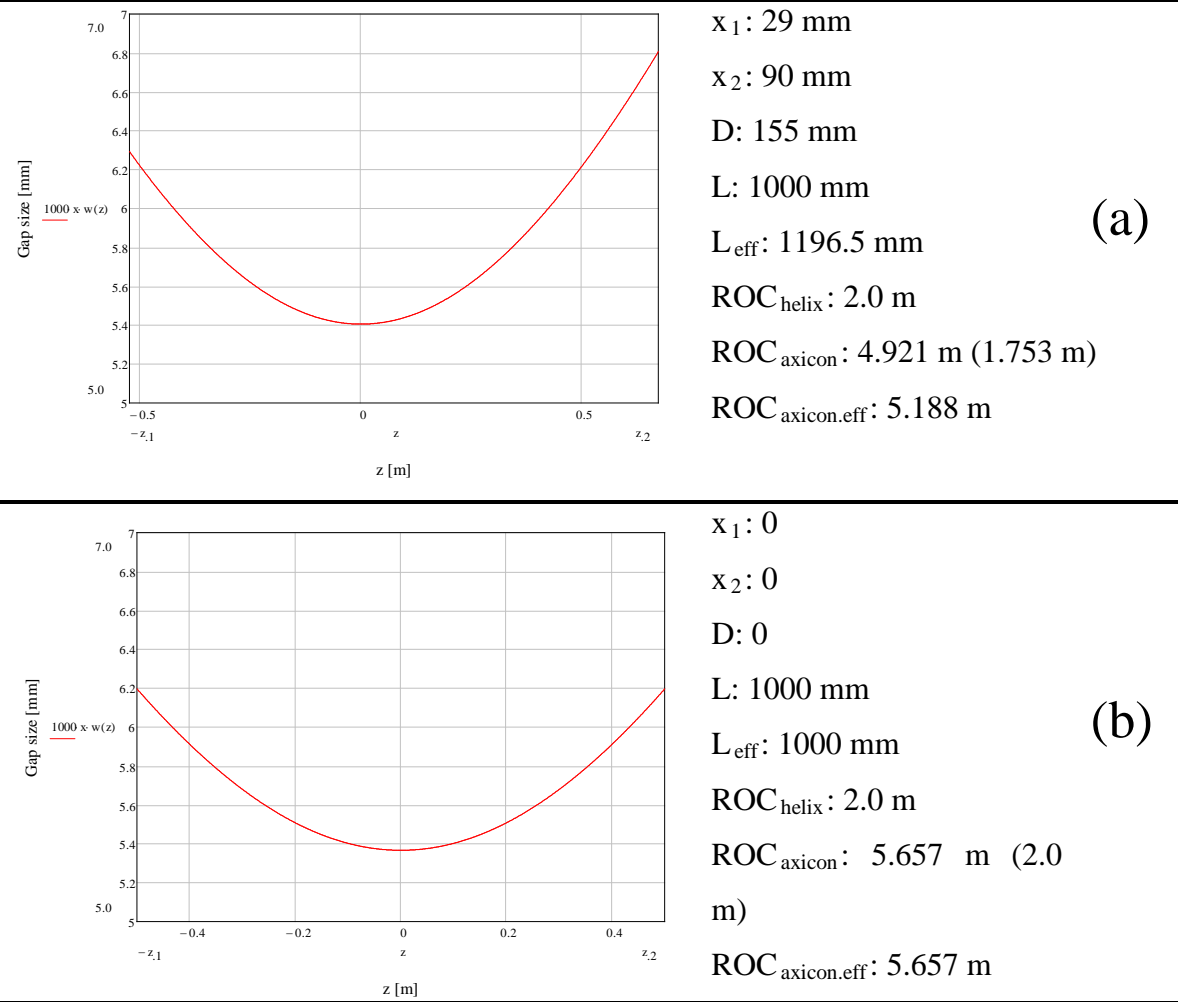 7.0
7
6.8
6.6
6.4
6.2
6
5.8
5.6
5.4
5.2
5
5.0
Gap size [mm]
1000 x· w(z)
−0.5 0 0.5
−z.1 z z.2
z [m]
x1: 29 mm
x2: 90 mm
D: 155 mm
L: 1000 mm
Leff: 1196.5 mm
ROChelix: 2.0 m
ROCaxicon: 4.921 m (1.753 m)
ROCaxicon.eff: 5.188 m
(a)
7.0
7
6.8
6.6
6.4
6.2
6
5.8
5.6
5.4
5.2
5
5.0
Gap size [mm]
1000 x· w(z)
−0.4 −0.2 0 0.2 0.4
−z.1 z z.2
z [m]
x1: 0
x2: 0
D: 0
L: 1000 mm
Leff: 1000 mm
ROChelix: 2.0 m
ROCaxicon: 5.657 m (2.0
m)
ROCaxicon.eff: 5.657 m
(b)